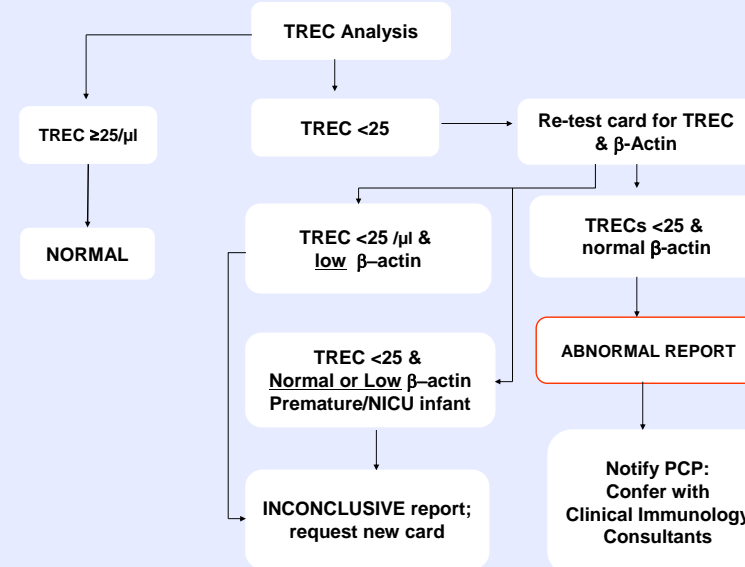 TREC Analysis
TREC ≥25/µl
TREC <25
Re-test card for TREC
& β-Actin
NORMAL
TREC <25 /µl &
low β–actin
TRECs <25 &
normal β-actin
TREC <25 &
Normal or Low β–actin
Premature/NICU infant
ABNORMAL REPORT
INCONCLUSIVE report;
request new card
Notify PCP:
Confer with
Clinical Immunology
Consultants